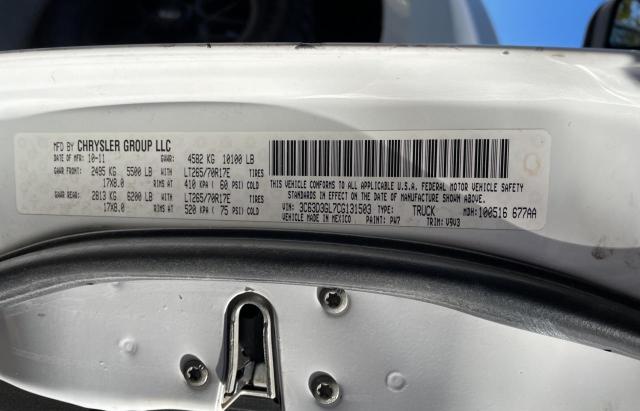 MFD BY CHRYSLER GROUP LLC
DATE OF MFR: 10-11 GVWR: 4582 KG 10100 LB
GAWR FRONT: 2495 KG 5500 LB WITH LT265/70R17E TIRES
17X8.0 RIMS AT 410 KPA ( 60 PSI) COLD
GAWR REAR: 2813 KG 6200 LB WITH LT265/70R17E TIRES
17X8.0 RIMS AT 520 KPA ( 75 PSI) COLD
THIS VEHICLE CONFORMS TO ALL APPLICABLE U.S.A. FEDERAL MOTOR VEHICLE SAFETY
STANDARDS IN EFFECT ON THE DATE OF MANUFACTURE SHOWN ABOVE.
VIN: 3C63D3GL7CG131503 TYPE: TRUCK MDH: 100516 677AA
VEHICLE MADE IN MEXICO PAINT: PW7 TRIM: V9V3